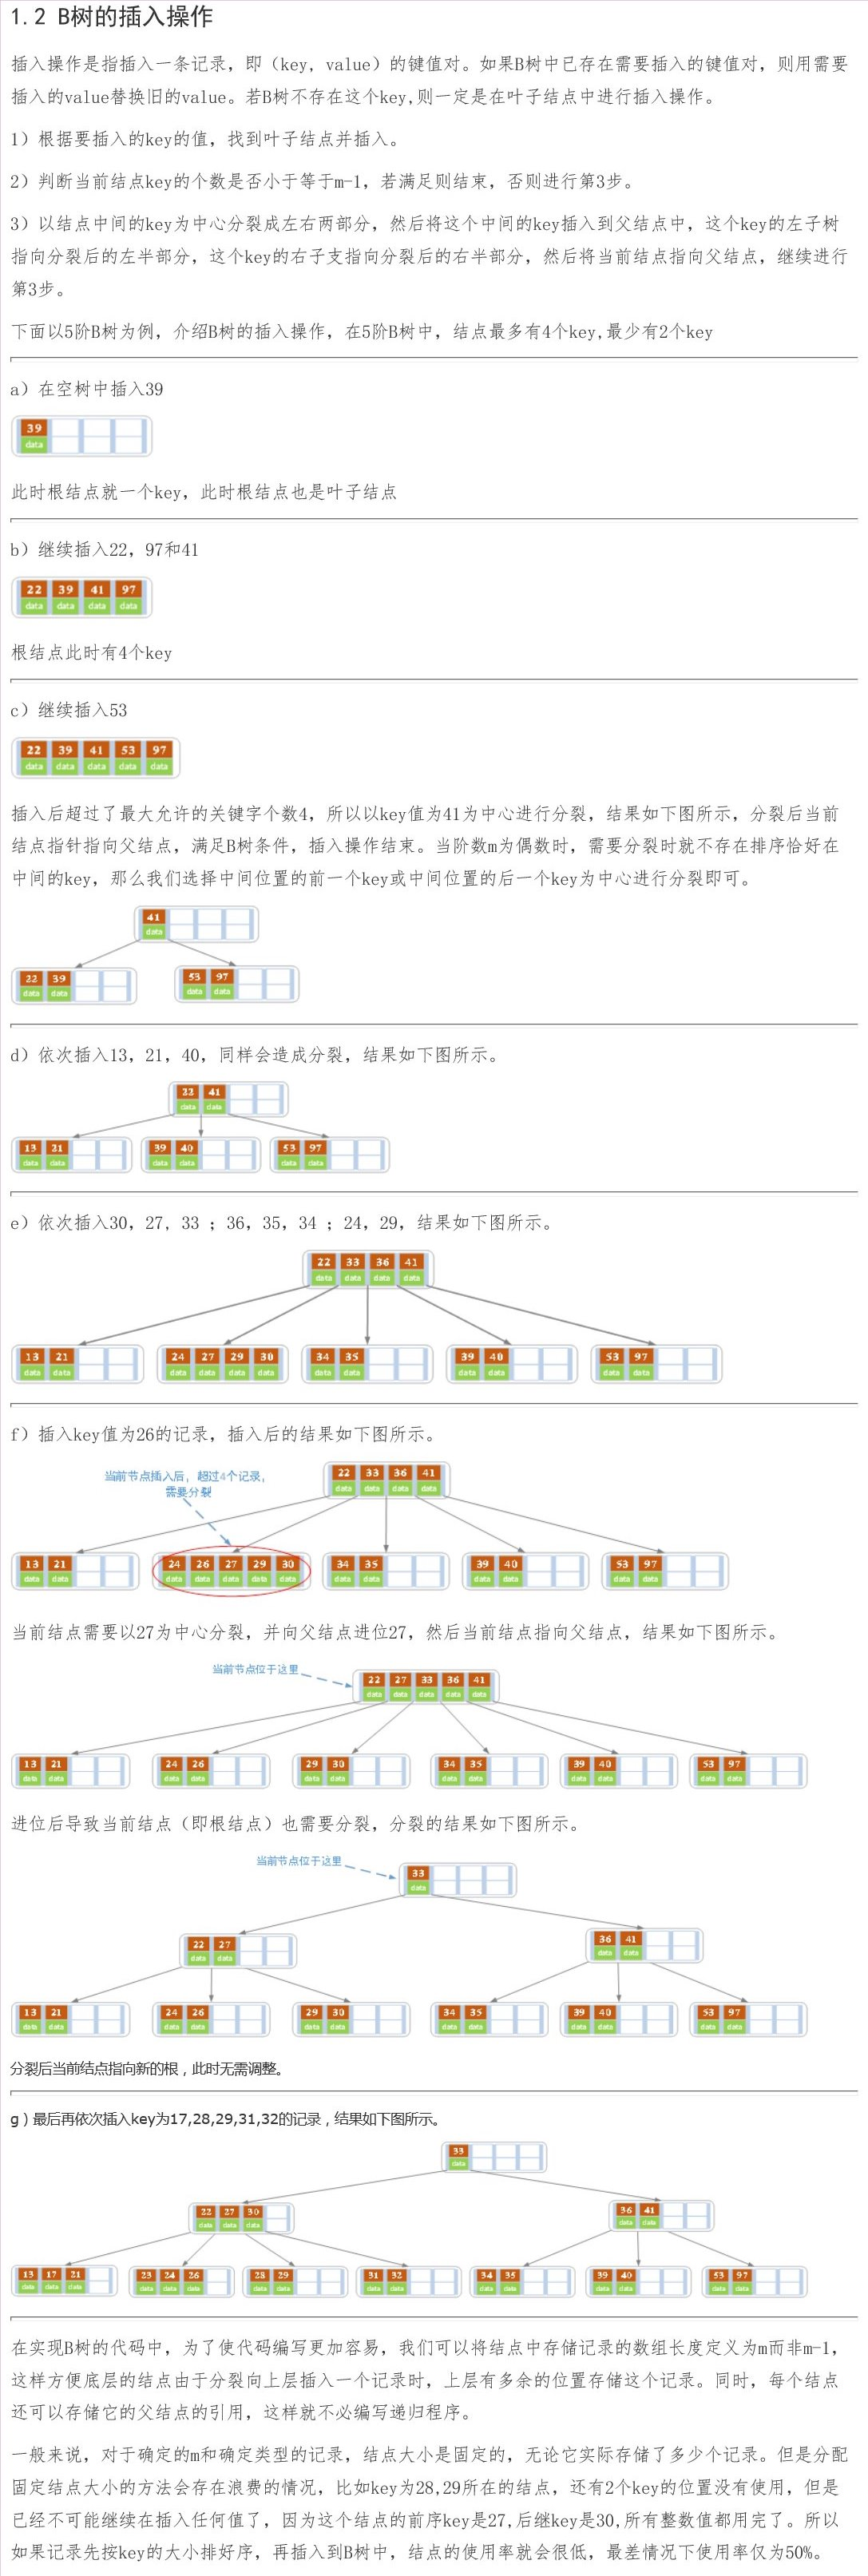 1.2 B树的插入操作
插入操作是指插入一条记录，即（key, value）的键值对。如果B树中已存在需要插入的键值对，则用需要
插入的value替换旧的value。若B树不存在这个key,则一定是在叶子结点中进行插入操作。
1）根据要插入的key的值，找到叶子结点并插入。
2）判断当前结点key的个数是否小于等于m-1，若满足则结束，否则进行第3步。
3）以结点中间的key为中心分裂成左右两部分，然后将这个中间的key插入到父结点中，这个key的左子树
指向分裂后的左半部分，这个key的右子支指向分裂后的右半部分，然后将当前结点指向父结点，继续进行
第3步。
下面以5阶B树为例，介绍B树的插入操作，在5阶B树中，结点最多有4个key,最少有2个key
a）在空树中插入39
39
data
此时根结点就一个key，此时根结点也是叶子结点
b）继续插入22，97和41
22 39 41 97
data data data data
根结点此时有4个key
c）继续插入53
22 39 41 53 97
data data data data data
插入后超过了最大允许的关键字个数4，所以以key值为41为中心进行分裂，结果如下图所示，分裂后当前
结点指针指向父结点，满足B树条件，插入操作结束。当阶数m为偶数时，需要分裂时就不存在排序恰好在
中间的key，那么我们选择中间位置的前一个key或中间位置的后一个key为中心进行分裂即可。
41
data
22 39 53 97
data data data data
d）依次插入13，21，40，同样会造成分裂，结果如下图所示。
22 41
data data
13 21 39 40 53 97
data data data data data data
e）依次插入30，27, 33 ；36，35，34 ；24，29，结果如下图所示。
22 33 36 41
data data data data
13 21 24 27 29 30 34 35 39 40 53 97
data data data data data data data data data data data data
f）插入key值为26的记录，插入后的结果如下图所示。
当前节点插入后，超过4个记录，
需要分裂
22 33 36 41
data data data data
13 21 24 26 27 29 30 34 35 39 40 53 97
data data data data data data data data data data data data data
当前结点需要以27为中心分裂，并向父结点进位27，然后当前结点指向父结点，结果如下图所示。
当前节点位于这里
22 27 33 36 41
data data data data data
13 21 24 26 29 30 34 35 39 40 53 97
data data data data data data data data data data data data
进位后导致当前结点（即根结点）也需要分裂，分裂的结果如下图所示。
当前节点位于这里
33
data
22 27 36 41
data data data data
13 21 24 26 29 30 34 35 39 40 53 97
data data data data data data data data data data data data
分裂后当前结点指向新的根，此时无需调整。
g）最后再依次插入key为17,28,29,31,32的记录，结果如下图所示。
33
data
22 27 30 36 41
data data data data data
13 17 21 23 24 26 28 29 31 32 34 35 39 40 53 97
data data data data data data data data data data data data data data data data
在实现B树的代码中，为了使代码编写更加容易，我们可以将结点中存储记录的数组长度定义为m而非m-1，
这样方便底层的结点由于分裂向上层插入一个记录时，上层有多余的位置存储这个记录。同时，每个结点
还可以存储它的父结点的引用，这样就不必编写递归程序。
一般来说，对于确定的m和确定类型的记录，结点大小是固定的，无论它实际存储了多少个记录。但是分配
固定结点大小的方法会存在浪费的情况，比如key为28,29所在的结点，还有2个key的位置没有使用，但是
已经不可能继续在插入任何值了，因为这个结点的前序key是27,后继key是30,所有整数值都用完了。所以
如果记录先按key的大小排好序，再插入到B树中，结点的使用率就会很低，最差情况下使用率仅为50%。